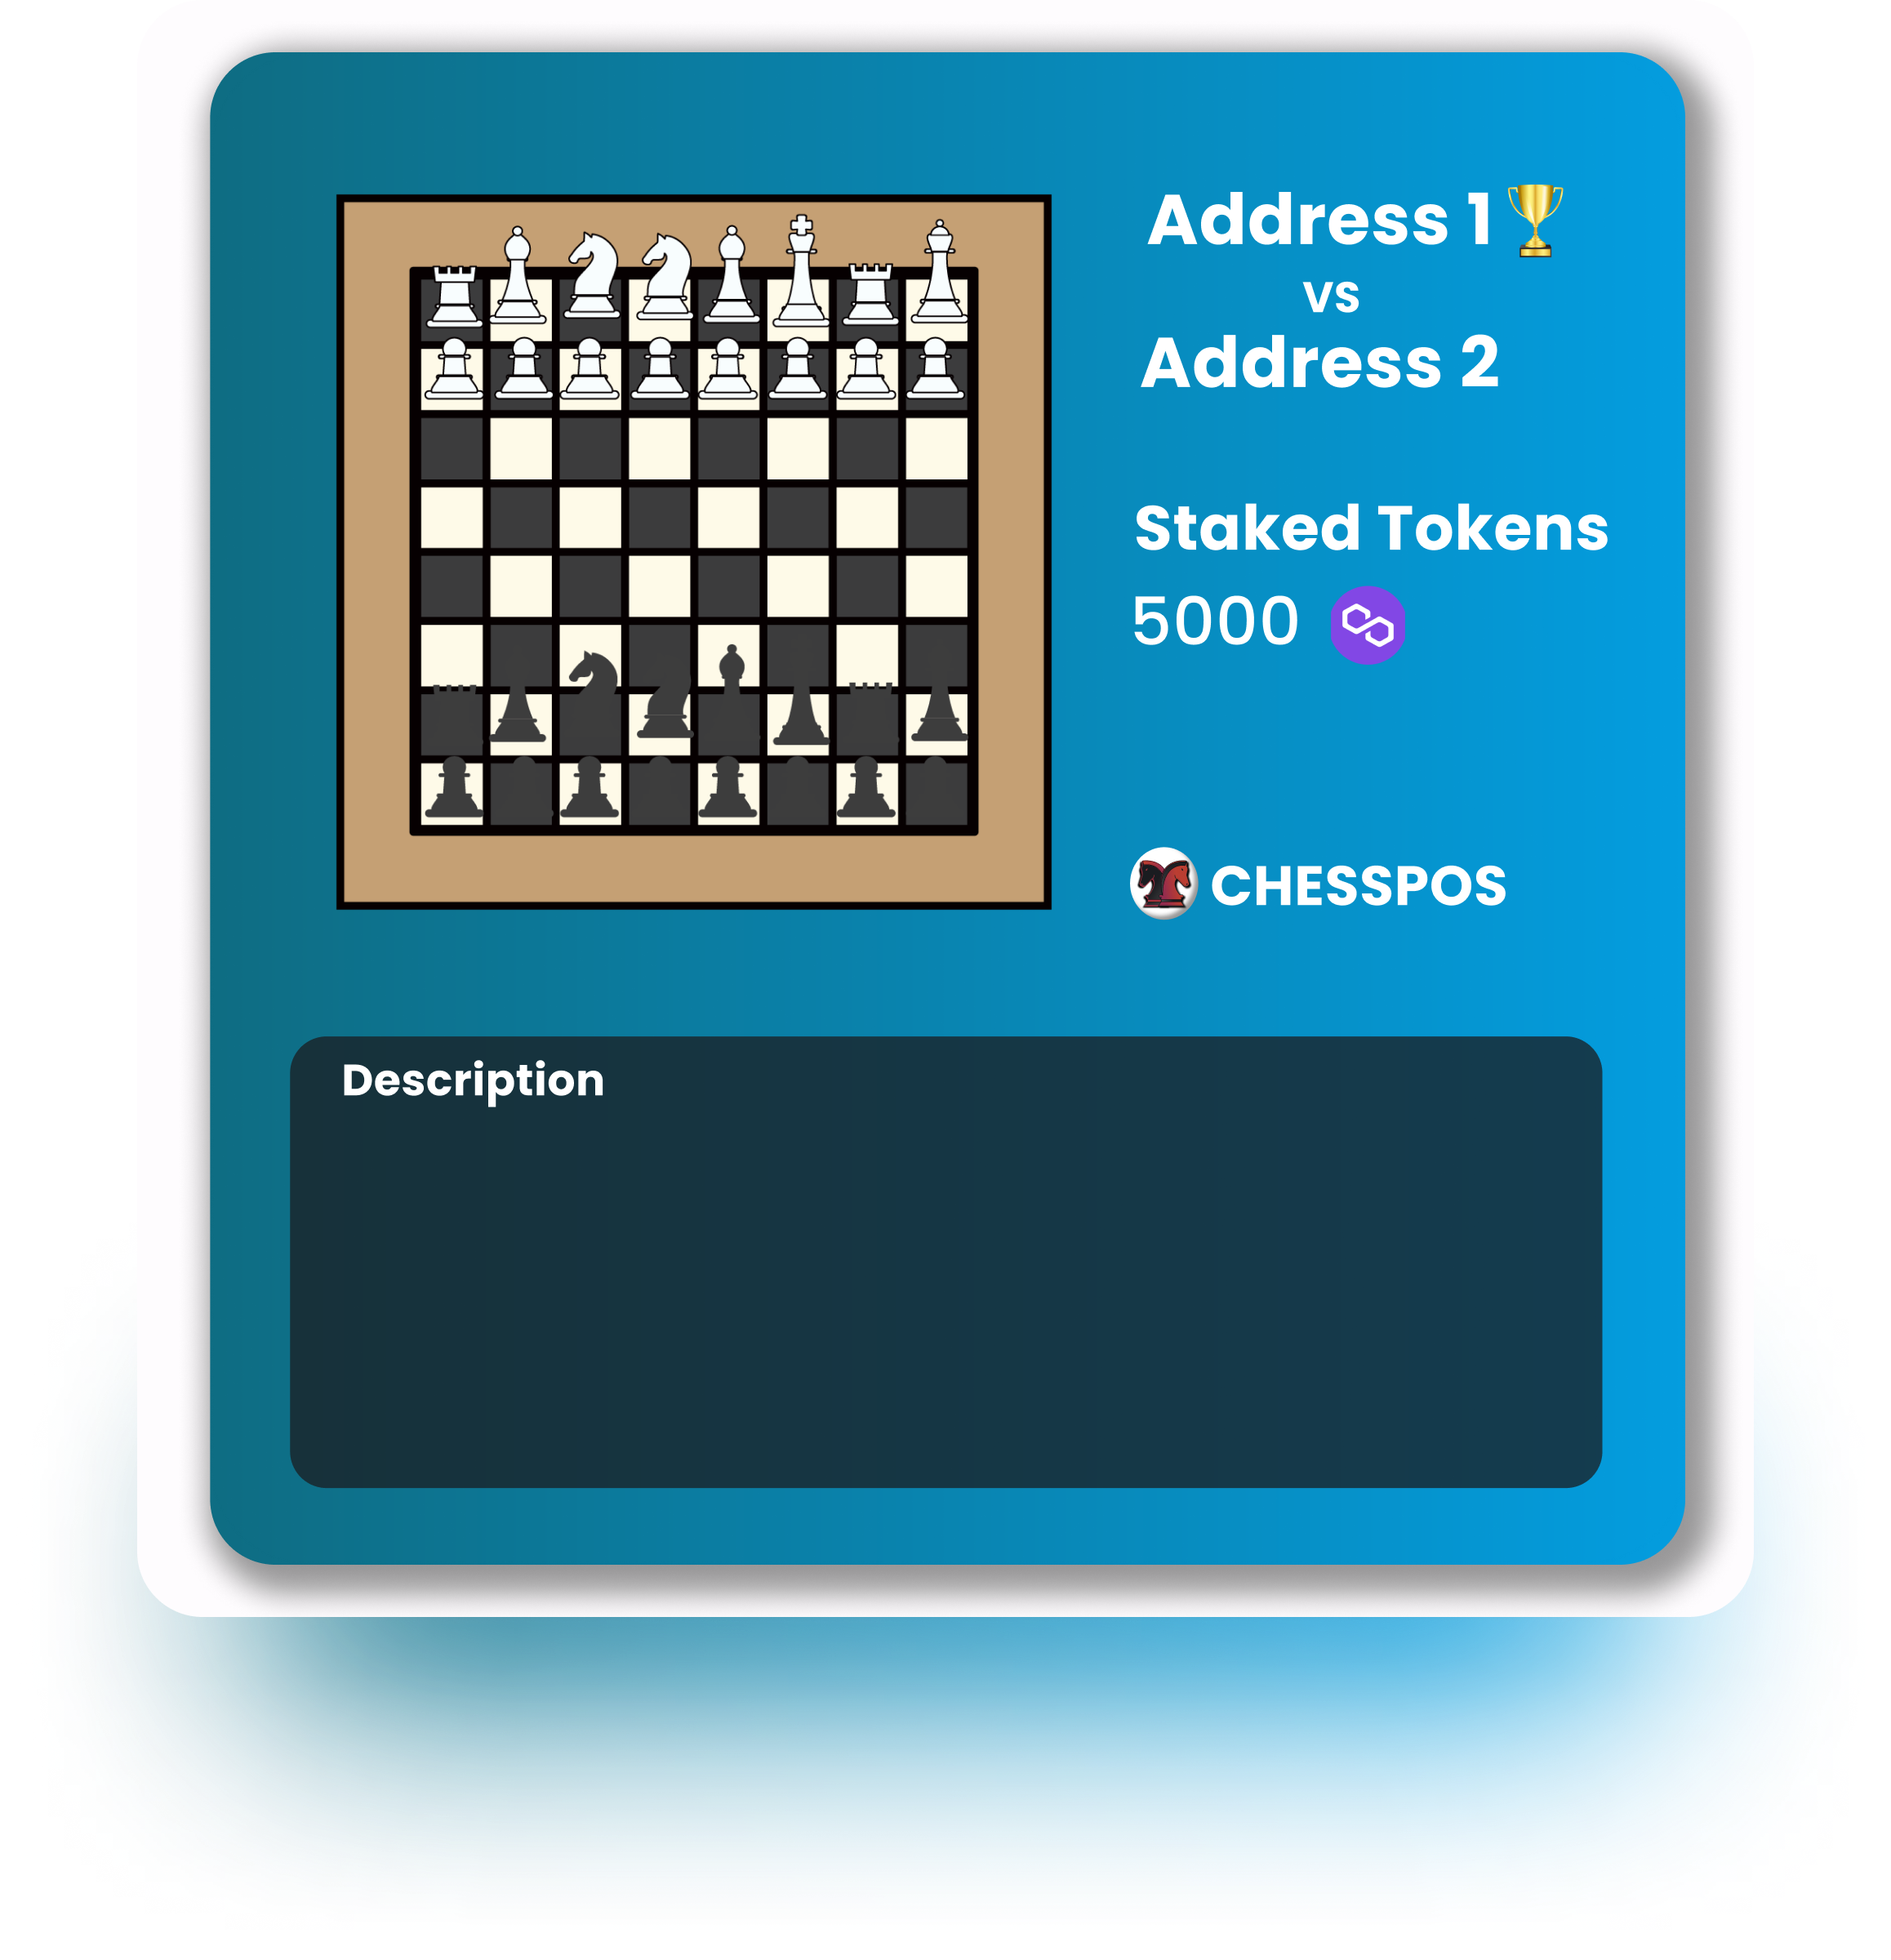 Address 1
vs
Address 2
Staked Tokens
5000
CHESSPOS
Description